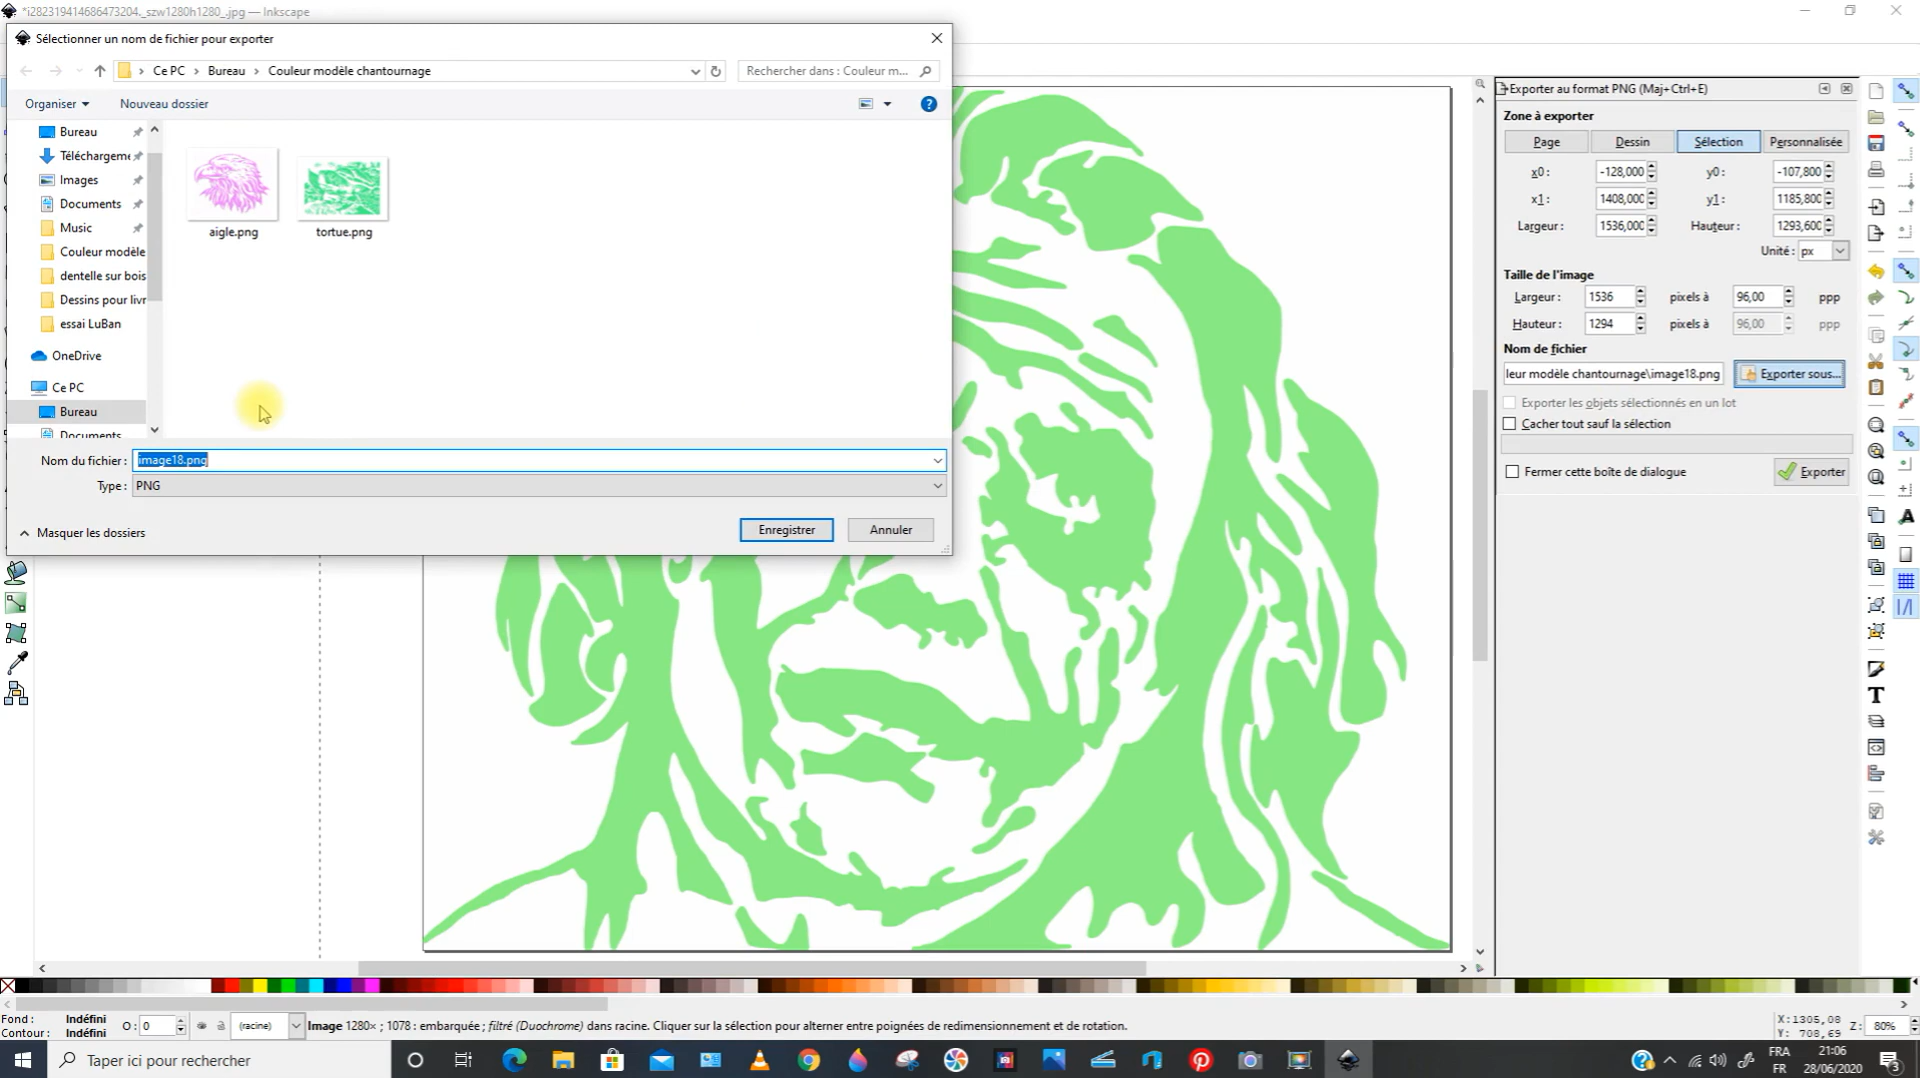 *i282319414686473204._szw1280h1280_.jpg — Inkscape
Sélectionner un nom de fichier pour exporter
Ce PC > Bureau > Couleur modèle chantournage
Rechercher dans : Couleur m...
Organiser
Nouveau dossier
Bureau
Téléchargeme
Images
Documents
Music
Couleur modèle
dentelle sur bois
Dessins pour livr
essai LuBan
OneDrive
Ce PC
Bureau
Documents
aigle.png
tortue.png
Nom du fichier : image18.png
Type : PNG
Masquer les dossiers
Enregistrer
Annuler
Exporter au format PNG (Maj+Ctrl+E)
Zone à exporter
Page Dessin Sélection Personnalisée
x0: -128,000 y0: -107,800
x1: 1408,000 y1: 1185,800
Largeur : 1536,000 Hauteur : 1293,600
Unité : px
Taille de l'image
Largeur : 1536 pixels à 96,00 ppp
Hauteur : 1294 pixels à 96,00 ppp
Nom de fichier
leur modèle chantournage\image18.png Exporter sous...
Exporter les objets sélectionnés en un lot
Cacher tout sauf la sélection
Fermer cette boîte de dialogue
Exporter
Fond : Indéfini
Contour : Indéfini
O: 0
(racine)
Image 1280× ; 1078 : embarquée ; filtré (Duochrome) dans racine. Cliquer sur la sélection pour alterner entre poignées de redimensionnement et de rotation.
X:1305,08
Y: 708,69
Z: 80%
Taper ici pour rechercher
FRA
FR
21:06
28/06/2020
3